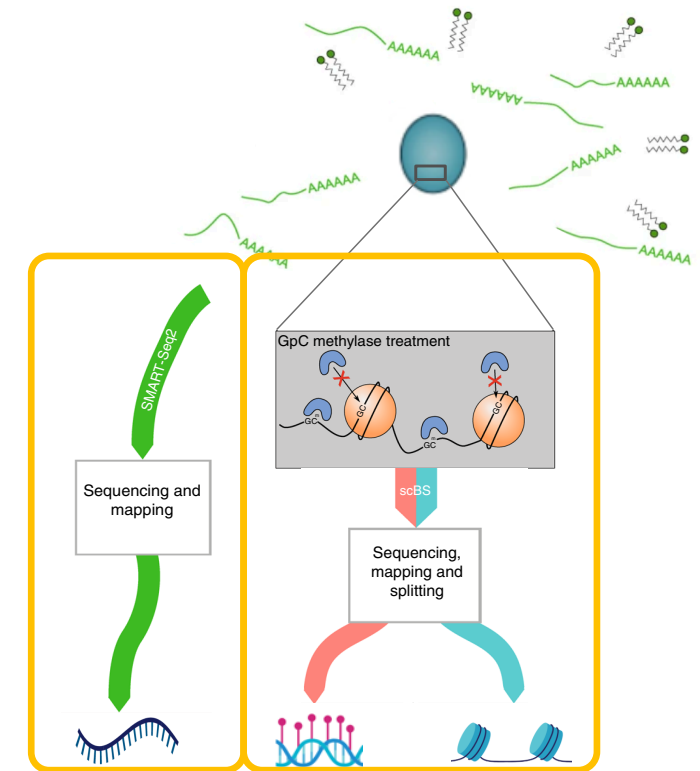 AAAAAA
AAAAAA
AAAAAA
AAAAAA
AAAAAA
AAAAAA
AAAAAA
GpC methylase treatment
SMART-Seq2
GC
GC
m
GC
m
GC
scBS
Sequencing and
mapping
Sequencing,
mapping and
splitting